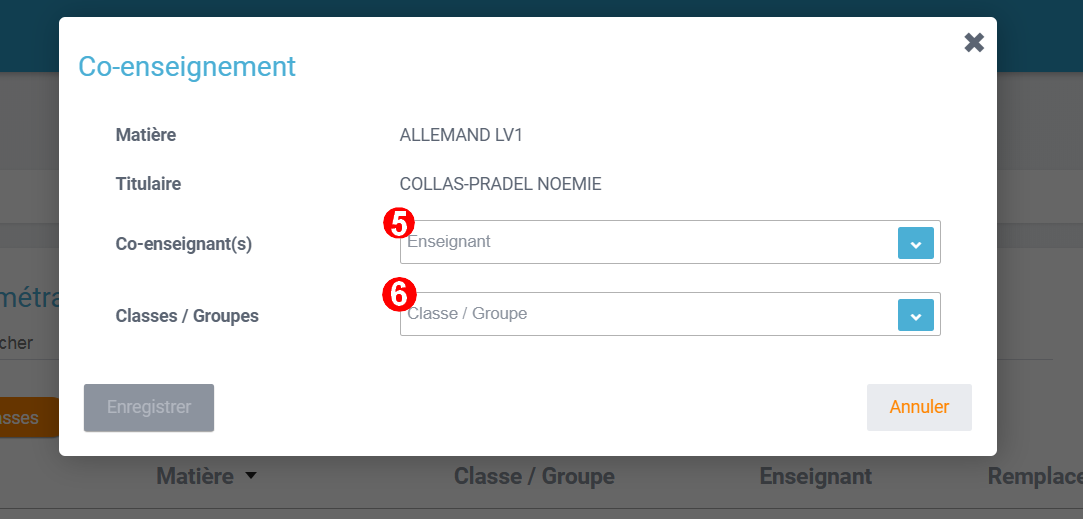 Co-enseignement
Matière ALLEMAND LV1
Titulaire COLLAS-PRADEL NOEMIE
5
Co-enseignant(s) Enseignant
6
Classes / Groupes Classe / Groupe
métra
cher
Enregistrer Annuler
asses
Matière Classe / Groupe Enseignant Remplace